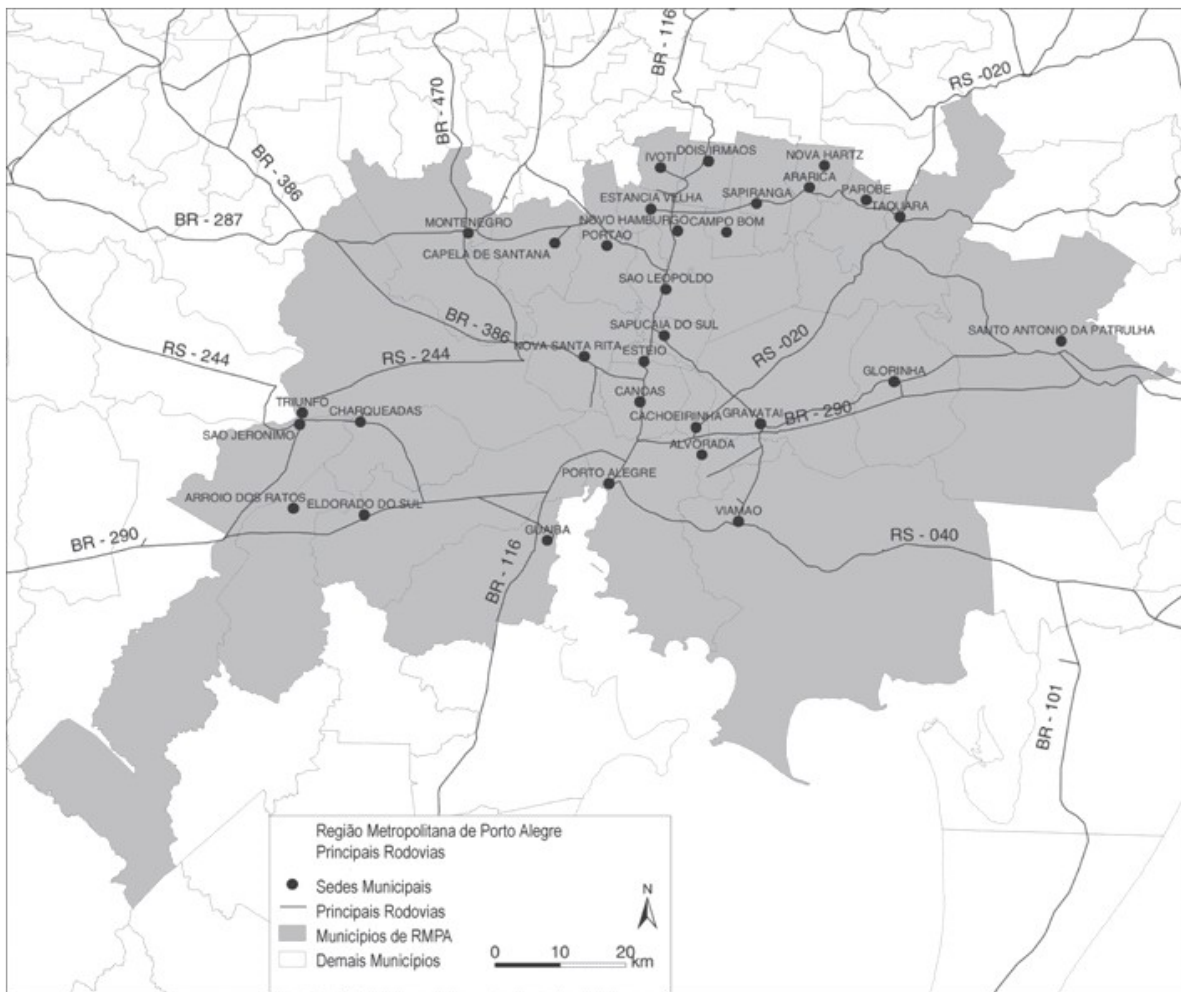 BR - 116
RS -020
BR - 470
BR - 386
BR - 287
IVOTI
DOIS IRMAOS
NOVA HARTZ
ARARICA
SAPIRANGA
PAROBE
TAQUARA
ESTANCIA VELHA
NOVO HAMBURGO
CAMPO BOM
MONTENEGRO
PORTAO
CAPELA DE SANTANA
SAO LEOPOLDO
BR - 386
SAPUCAIA DO SUL
NOVA SANTA RITA
ESTEIO
RS -020
SANTO ANTONIO DA PATRULHA
RS - 244
RS - 244
GLORINHA
CANOAS
TRIUNFO
CHARQUEADAS
SAO JERONIMO
CACHOEIRINHA
GRAVATAI
BR - 290
ALVORADA
PORTO ALEGRE
ARROIO DOS RATOS
ELDORADO DO SUL
VIAMAO
GUAIBA
BR - 290
RS - 040
BR - 116
BR - 101
Região Metropolitana de Porto Alegre
Principais Rodovias
Sedes Municipais
Principais Rodovias
Municípios de RMPA
Demais Municípios
N
0 10 20
km